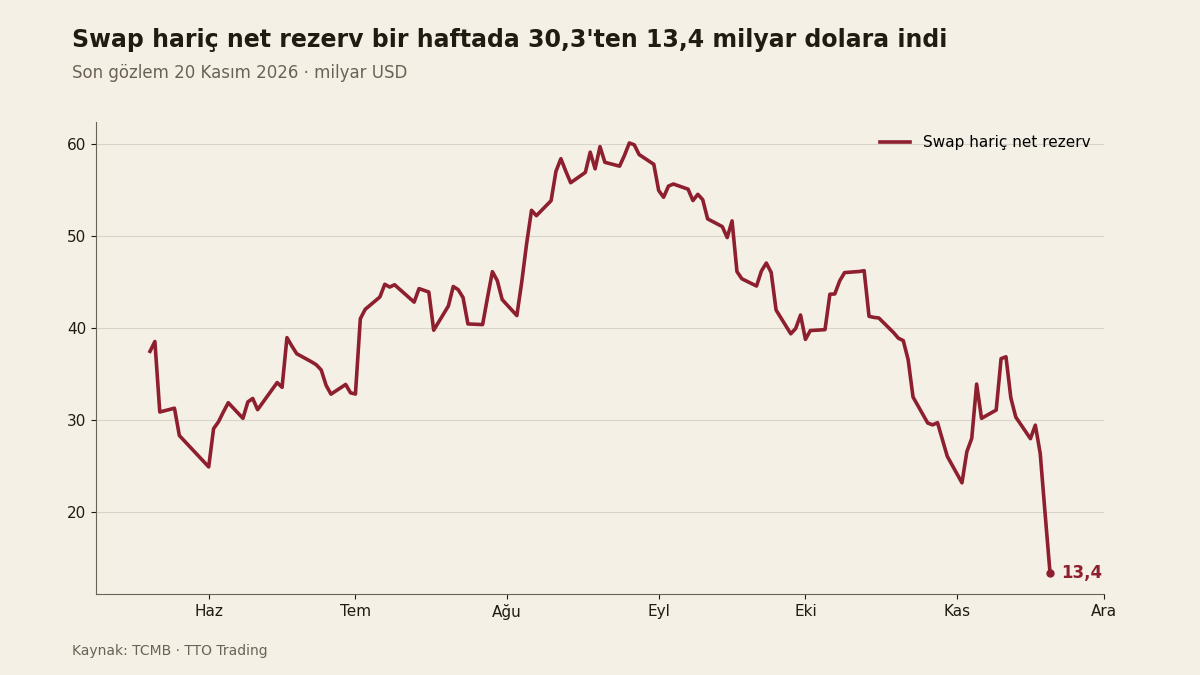 Swap hariç net rezerv bir haftada 30,3'ten 13,4 milyar dolara indi
Son gözlem 20 Kasım 2026 · milyar USD
Swap hariç net rezerv
60
50
40
30
20
13,4
Haz
Tem
Ağu
Eyl
Eki
Kas
Ara
Kaynak: TCMB · TTO Trading